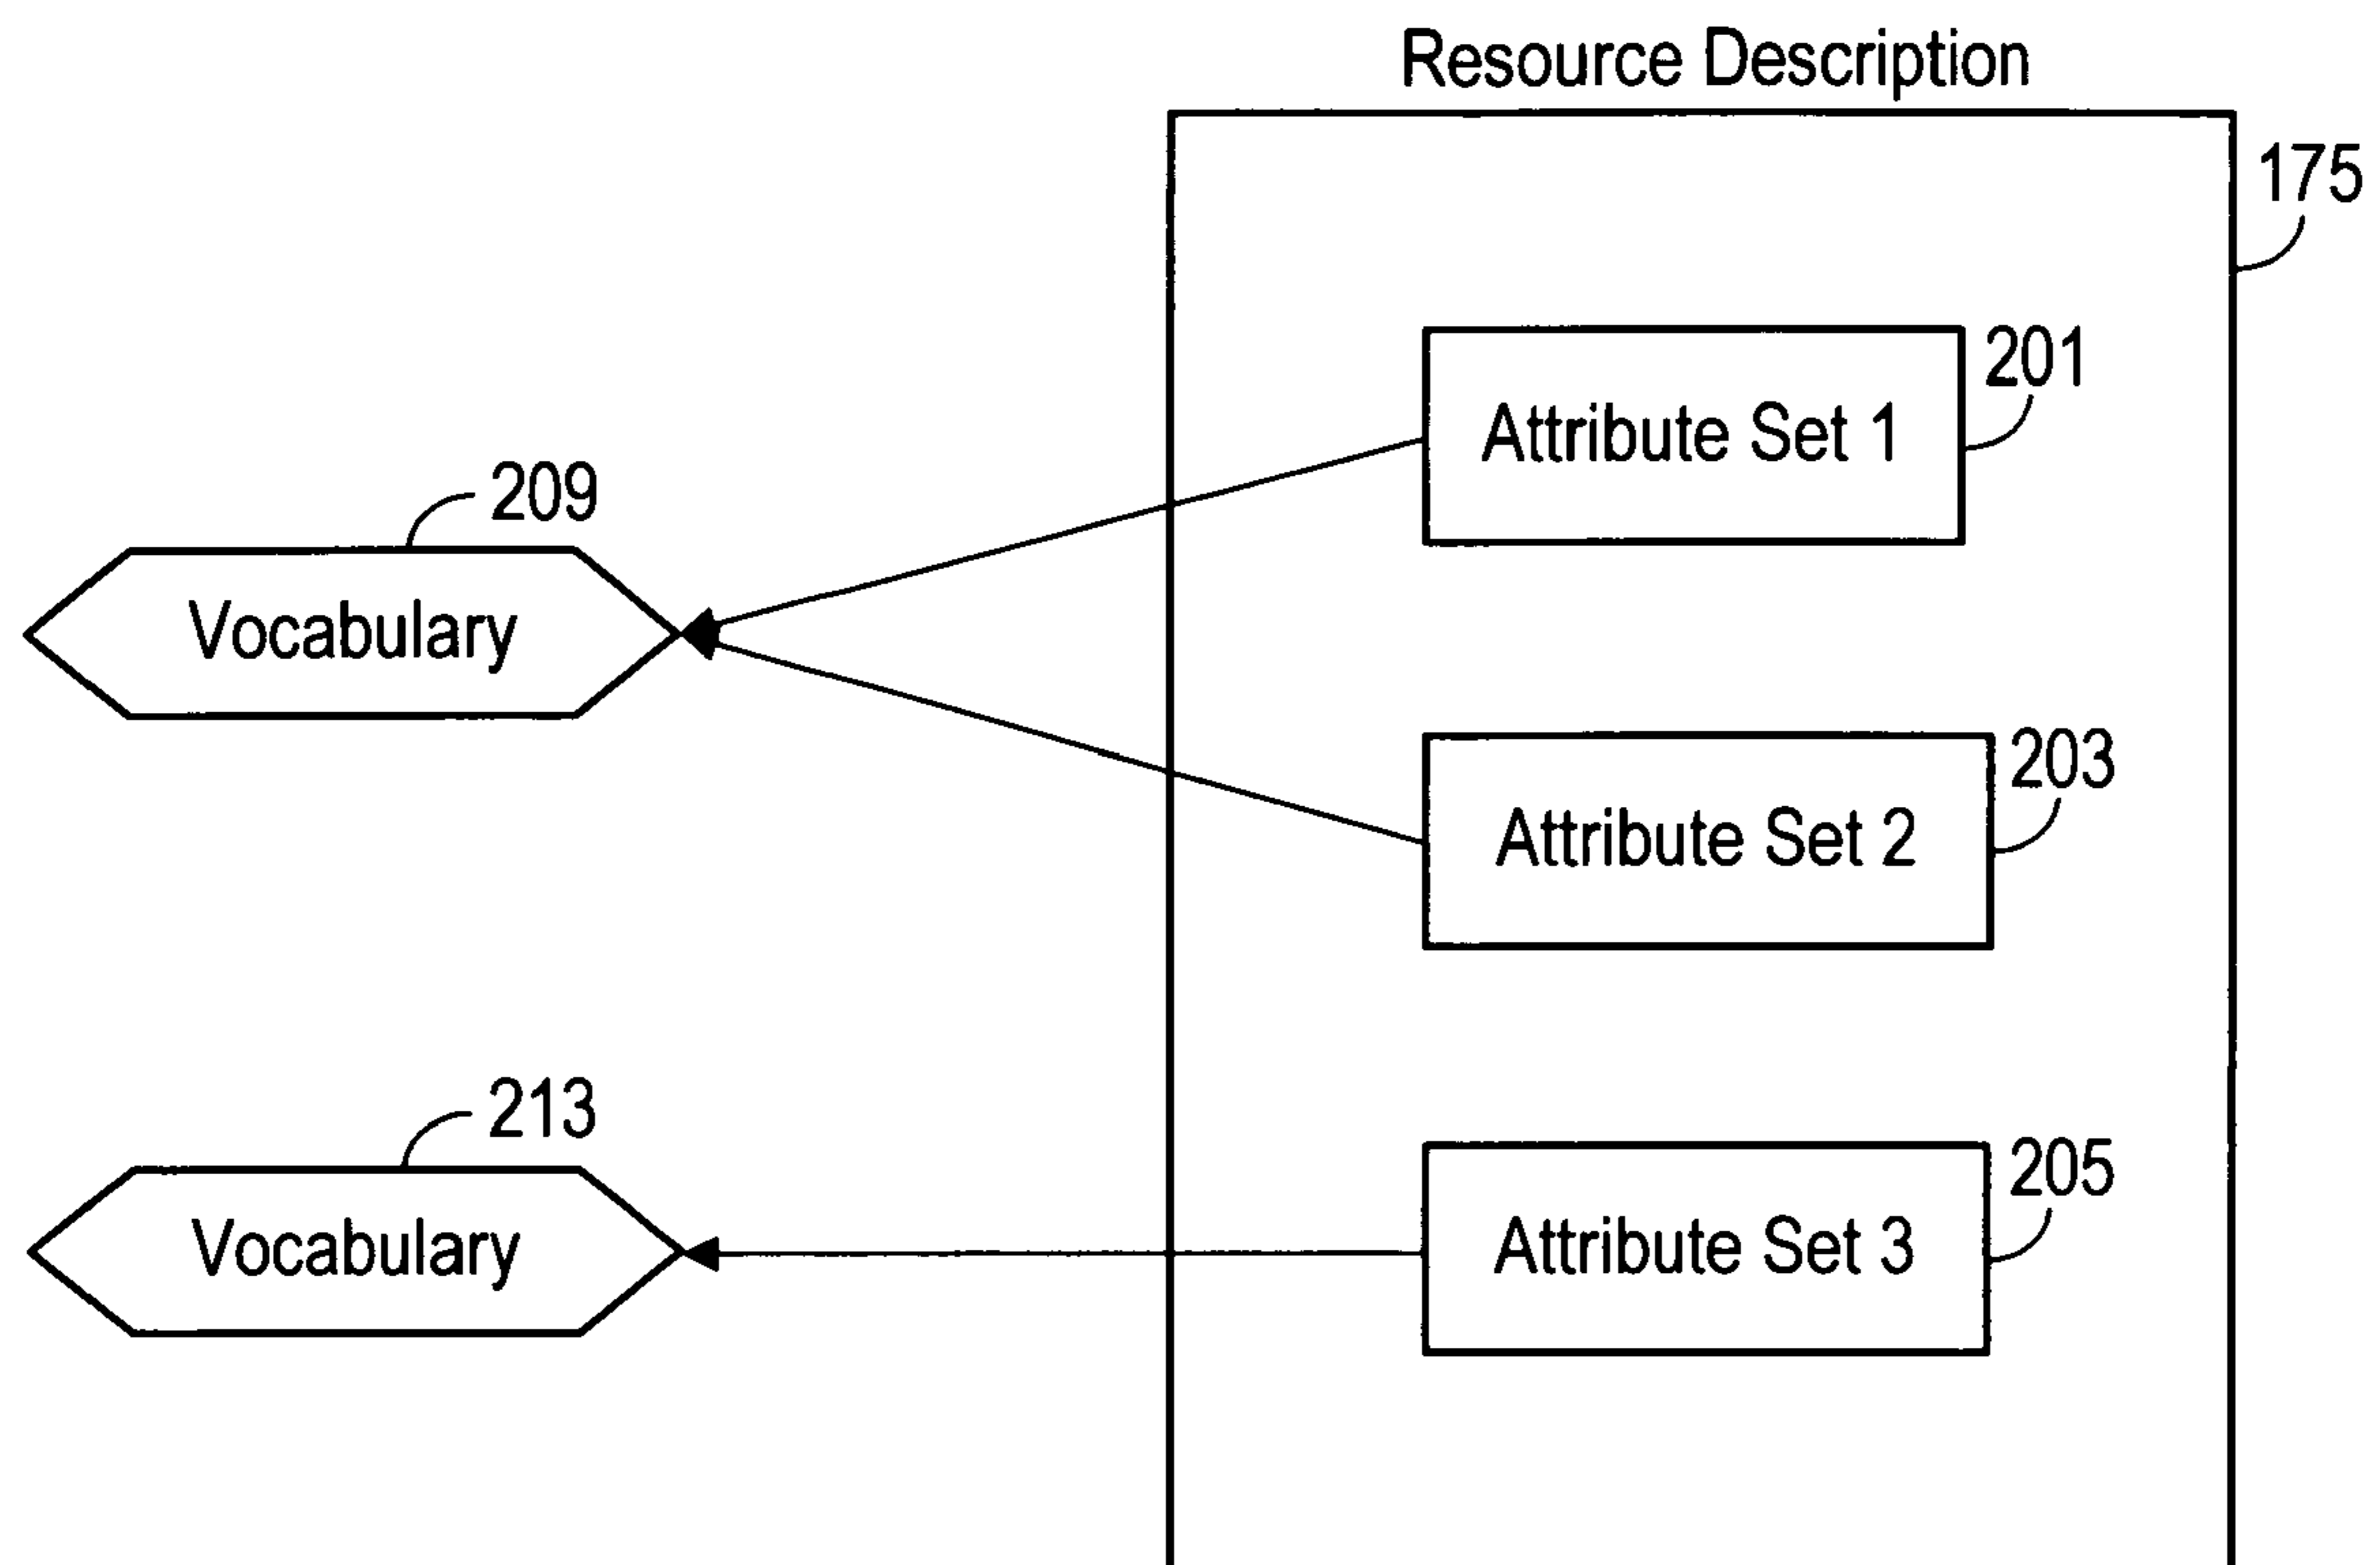 Resource Description
175
201
Attribute Set 1
209
Vocabulary
203
Attribute Set 2
213
Vocabulary
205
Attribute Set 3